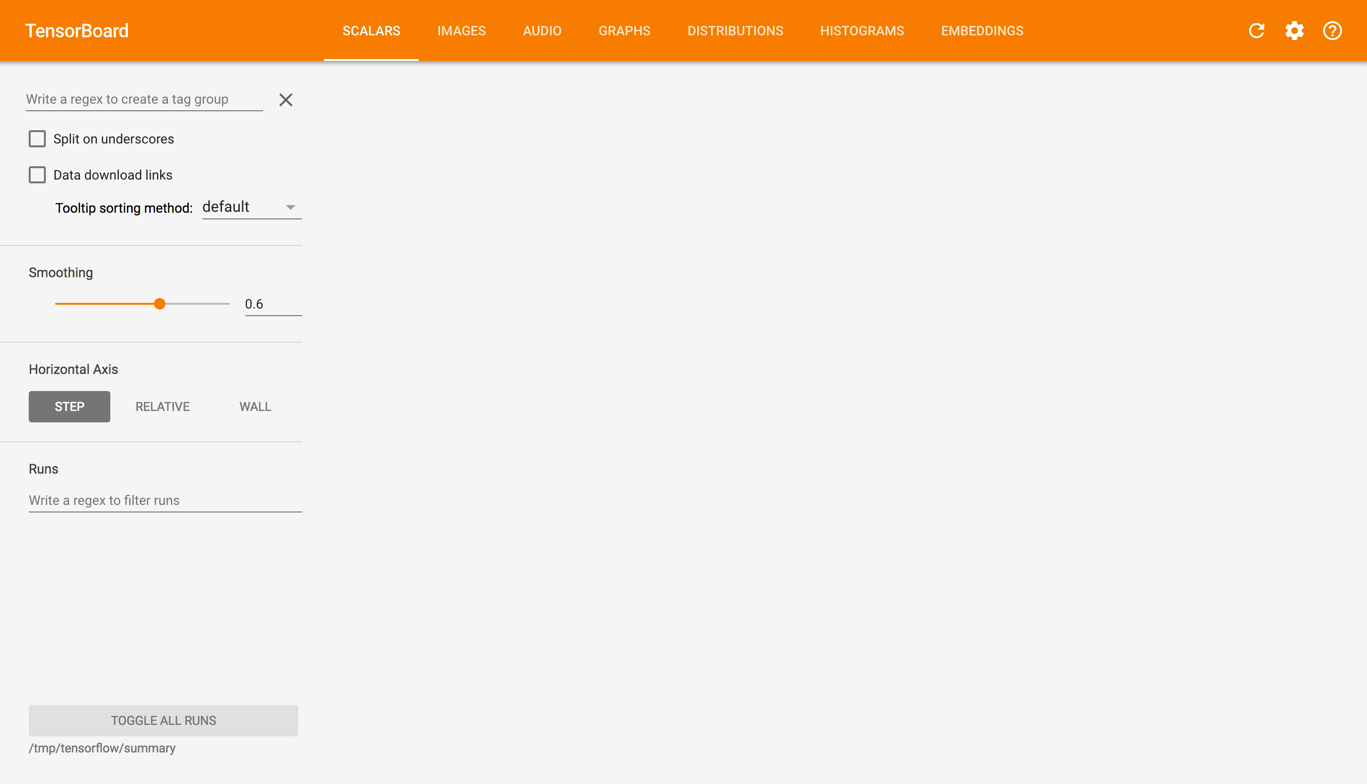 TensorBoard SCALARS IMAGES AUDIO GRAPHS DISTRIBUTIONS HISTOGRAMS EMBEDDINGS
Write a regex to create a tag group
Split on underscores
Data download links
Tooltip sorting method: default
Smoothing
0.6
Horizontal Axis
STEP RELATIVE WALL
Runs
Write a regex to filter runs
TOGGLE ALL RUNS
/tmp/tensorflow/summary